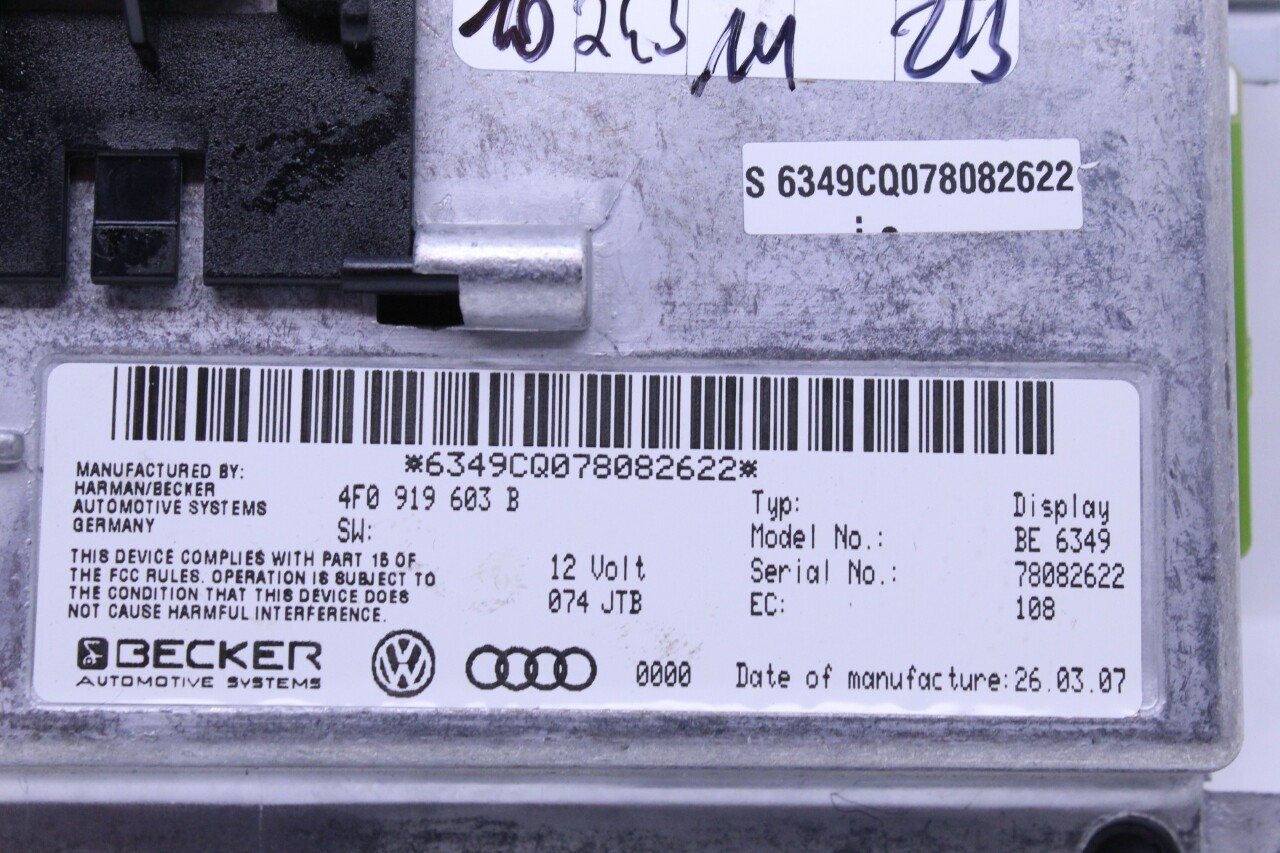 S 6349CQ078082622
*6349CQ078082622*
MANUFACTURED BY:
HARMAN/BECKER
AUTOMOTIVE SYSTEMS
GERMANY
4F0 919 603 B
SW:
THIS DEVICE COMPLIES WITH PART 15 OF
THE FCC RULES. OPERATION IS SUBJECT TO
THE CONDITION THAT THIS DEVICE DOES
NOT CAUSE HARMFUL INTERFERENCE.
12 Volt
074 JTB
Typ: Display
Model No.: BE 6349
Serial No.: 78082622
EC: 108
BECKER
AUTOMOTIVE SYSTEMS
0000
Date of manufacture: 26.03.07